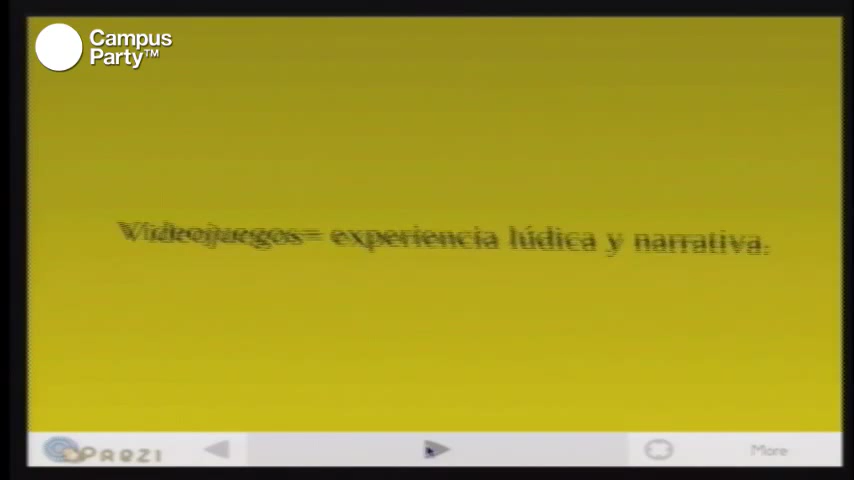 Campus
Party™
Videojuegos= experiencia lúdica y narrativa.
PREZI
More